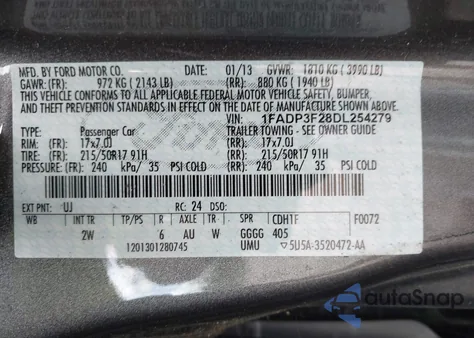 MFD. BY FORD MOTOR CO.
DATE: 01/13 GVWR: 1810 KG (3990 LB)
GAWR: (FR): 972 KG (2143 LB) (RR): 880 KG (1940 LB)
THIS VEHICLE CONFORMS TO ALL APPLICABLE FEDERAL MOTOR VEHICLE SAFETY, BUMPER,
AND THEFT PREVENTION STANDARDS IN EFFECT ON THE DATE OF MANUFACTURE SHOWN ABOVE.
VIN: 1FADP3F28DL254279
TYPE: Passenger Car TRAILER TOWING - SEE OWNER GUIDE
RIM: (FR) 17x7.0J (RR): 17x7.0J
TIRE: (FR) 215/50R17 91H (RR): 215/50R17 91H
PRESSURE: (FR) 240 kPa/ 35 PSI COLD (RR): 240 kPa/ 35 PSI COLD
EXT PNT: UJ RC: 24 DSO:
WB INT TR TP/PS R AXLE TR SPR CDH1F F0072
2W 6 AU W GGGG 405
1201301280745 UMU 5U5A-3520472-AA
autoSnap